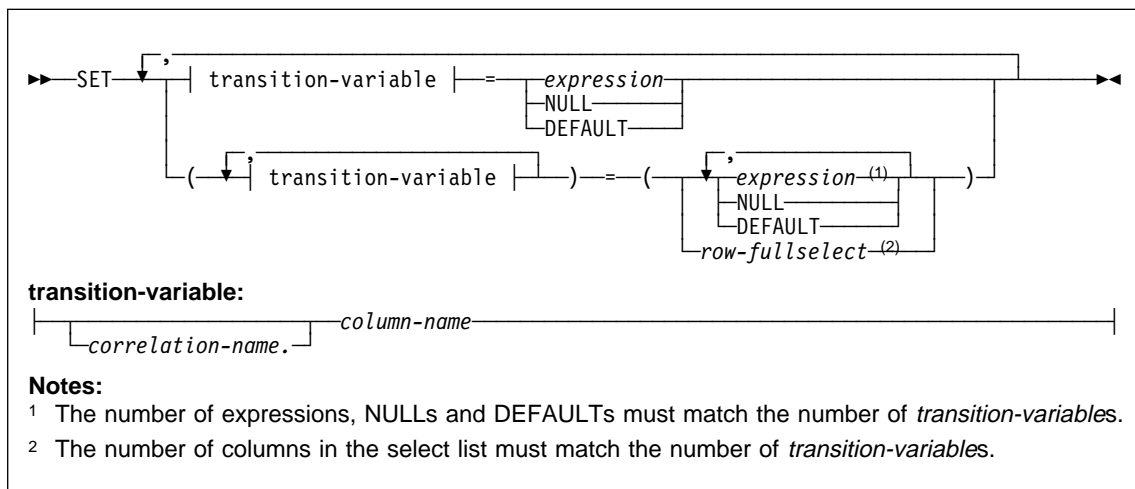 ,
SET transition-variable = expression
NULL
DEFAULT
, ,
( transition-variable ) = ( expression (1) )
NULL
DEFAULT
row-fullselect (2)
transition-variable:
column-name
correlation-name.
Notes:
1 The number of expressions, NULLs and DEFAULTs must match the number of transition-variables.
2 The number of columns in the select list must match the number of transition-variables.